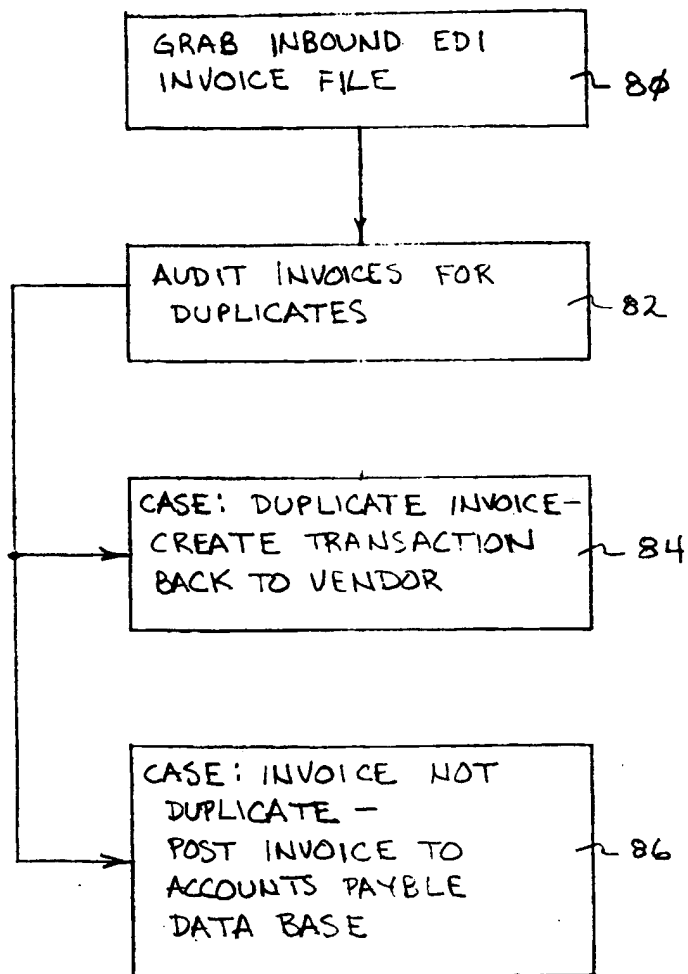 GRAB INBOUND EDI
INVOICE FILE
80
AUDIT INVOICES FOR
DUPLICATES
82
CASE: DUPLICATE INVOICE-
CREATE TRANSACTION
BACK TO VENDOR
84
CASE: INVOICE NOT
DUPLICATE -
POST INVOICE TO
ACCOUNTS PAYBLE
DATA BASE
86